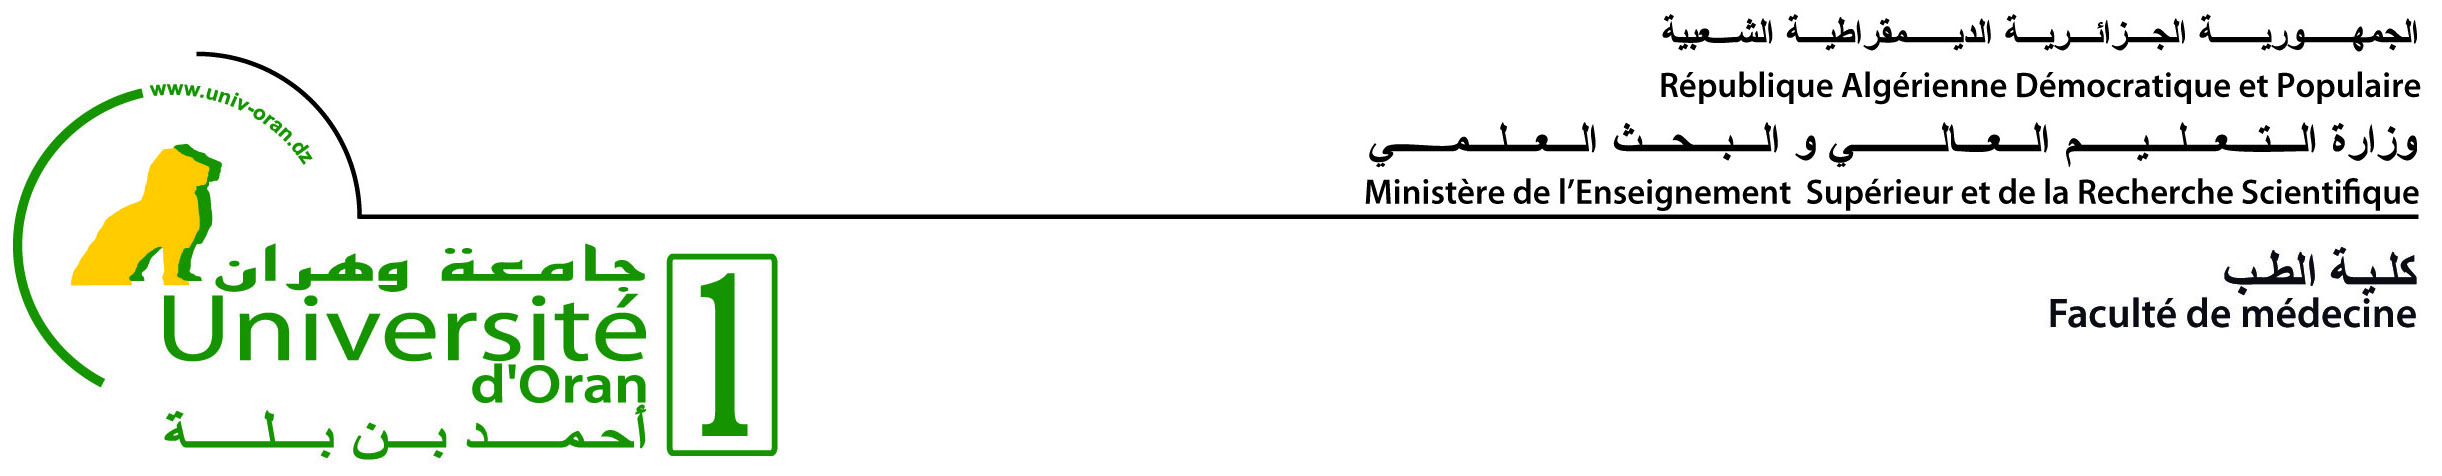 الجمهورية الجزائرية الديمقراطية الشعبية
République Algérienne Démocratique et Populaire
وزارة التعليم العالي و البحث العلمي
Ministère de l’Enseignement Supérieur et de la Recherche Scientifique
www.univ-oran.dz
جامعة وهران
Université
d'Oran
1
أحمد بن بلة
كلية الطب
Faculté de médecine